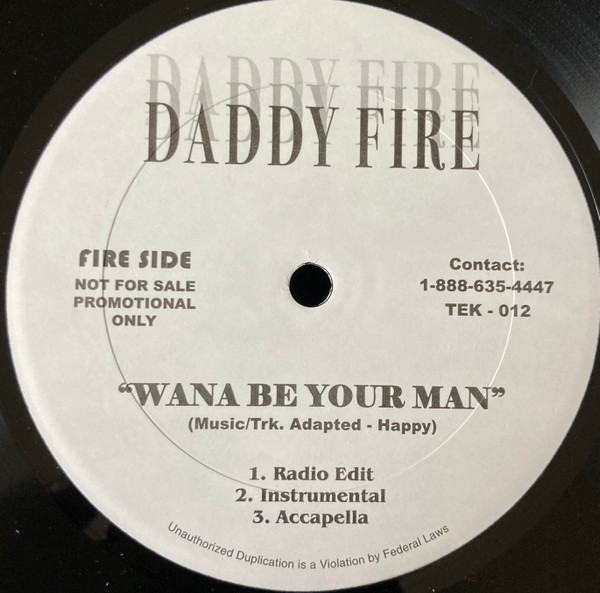 DADDY FIRE
DADDY FIRE
FIRE SIDE
NOT FOR SALE
PROMOTIONAL
ONLY
Contact:
1-888-635-4447
TEK - 012
“WANA BE YOUR MAN”
(Music/Trk. Adapted - Happy)
1. Radio Edit
2. Instrumental
3. Accapella
Unauthorized Duplication is a Violation by Federal Laws